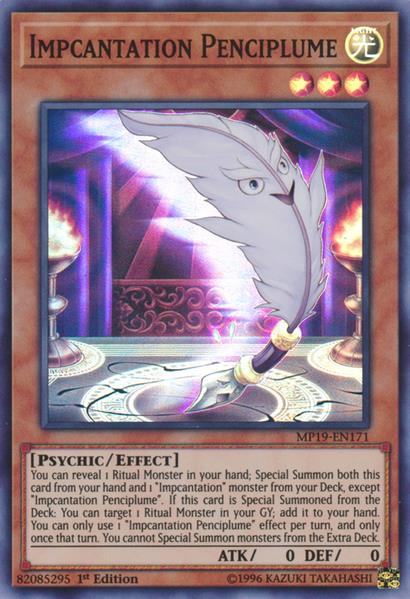 IMPCANTATION PENCIPLUME
LIGHT
光
MP19-EN171
[PSYCHIC/EFFECT]
You can reveal 1 Ritual Monster in your hand; Special Summon both this
card from your hand and 1 "Impcantation" monster from your Deck, except
"Impcantation Penciplume". If this card is Special Summoned from the
Deck: You can target 1 Ritual Monster in your GY; add it to your hand.
You can only use 1 "Impcantation Penciplume" effect per turn, and only
once that turn. You cannot Special Summon monsters from the Extra Deck.
ATK/ 0 DEF/ 0
82085295 1st Edition ©1996 KAZUKI TAKAHASHI